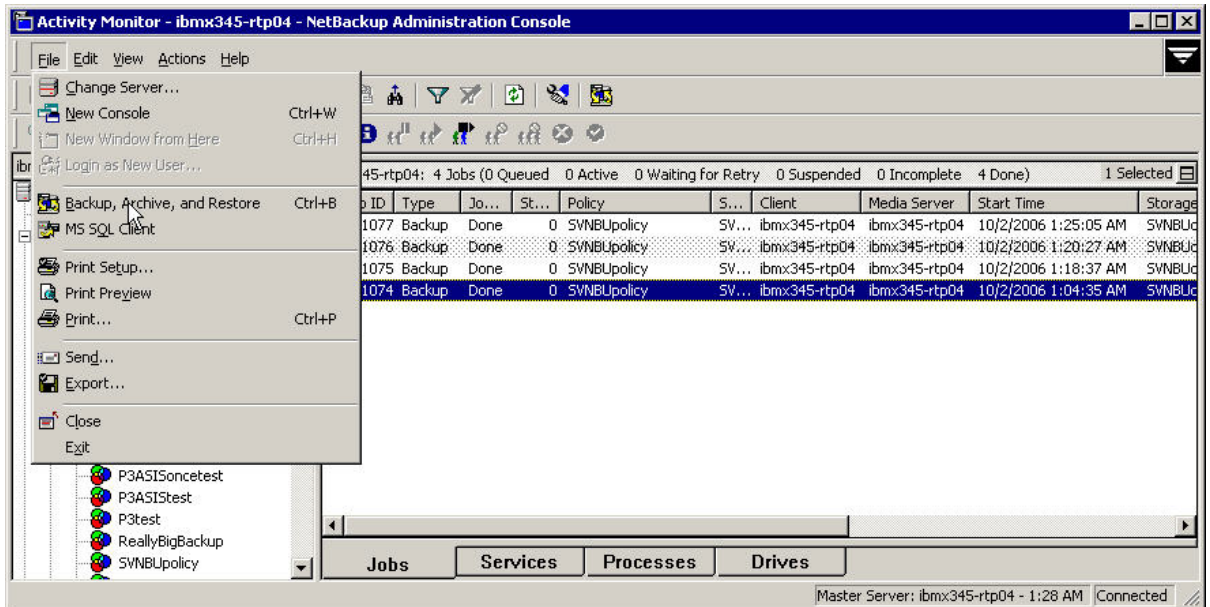 Activity Monitor - ibmx345-rtp04 - NetBackup Administration Console
File Edit View Actions Help
Change Server...
New Console Ctrl+W
New Window from Here Ctrl+H
Login as New User...
Backup, Archive, and Restore Ctrl+B
MS SQL Client
Print Setup...
Print Preview
Print... Ctrl+P
Send...
Export...
Close
Exit
P3ASISoncetest
P3ASIStest
P3test
ReallyBigBackup
SVNBUpolicy
ibr
45-rtp04: 4 Jobs (0 Queued 0 Active 0 Waiting for Retry 0 Suspended 0 Incomplete 4 Done) 1 Selected
ID Type Jo... St... Policy S... Client Media Server Start Time Storage
1077 Backup Done 0 SVNBUpolicy SV... ibmx345-rtp04 ibmx345-rtp04 10/2/2006 1:25:05 AM SVNBUc
1076 Backup Done 0 SVNBUpolicy SV... ibmx345-rtp04 ibmx345-rtp04 10/2/2006 1:20:27 AM SVNBUc
1075 Backup Done 0 SVNBUpolicy SV... ibmx345-rtp04 ibmx345-rtp04 10/2/2006 1:18:37 AM SVNBUc
1074 Backup Done 0 SVNBUpolicy SV... ibmx345-rtp04 ibmx345-rtp04 10/2/2006 1:04:35 AM SVNBUc
Jobs Services Processes Drives
Master Server: ibmx345-rtp04 - 1:28 AM Connected